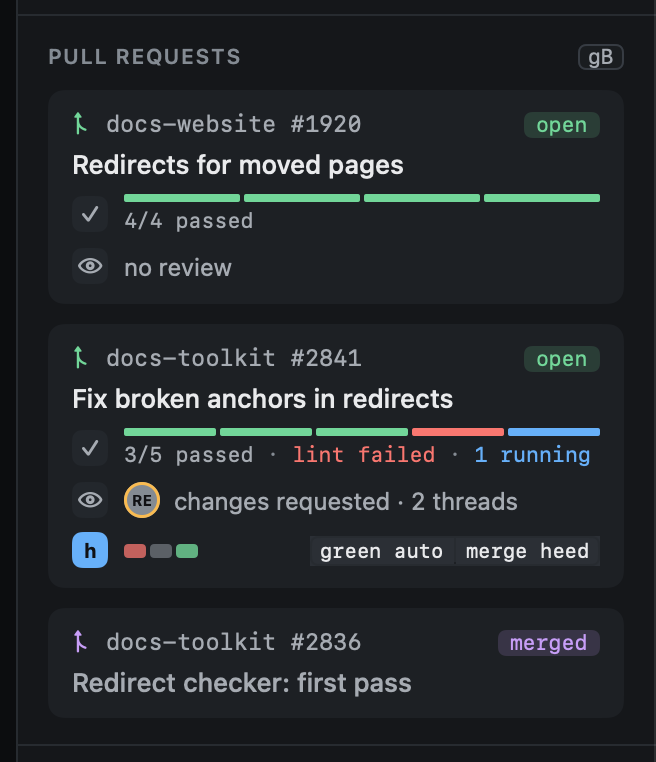 PULL REQUESTS gB
docs-website #1920 open
Redirects for moved pages
4/4 passed
no review
docs-toolkit #2841 open
Fix broken anchors in redirects
3/5 passed · lint failed · 1 running
RE changes requested · 2 threads
h green auto merge heed
docs-toolkit #2836 merged
Redirect checker: first pass